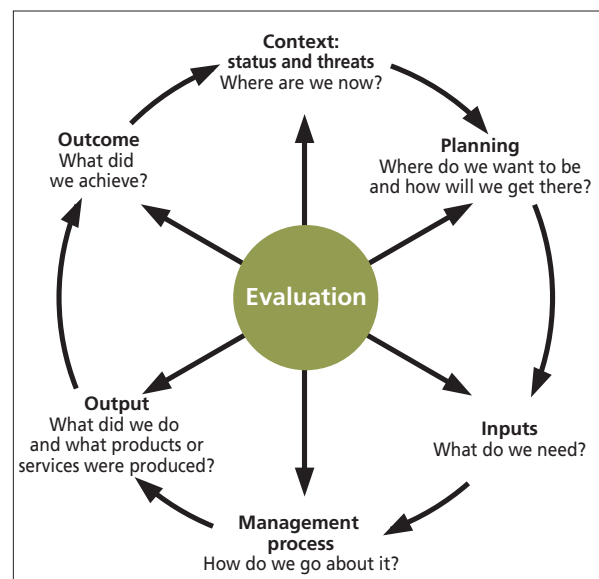 Context:
status and threats
Where are we now?
Planning
Where do we want to be
and how will we get there?
Inputs
What do we need?
Management
process
How do we go about it?
Output
What did we do
and what products or
services were produced?
Outcome
What did
we achieve?
Evaluation